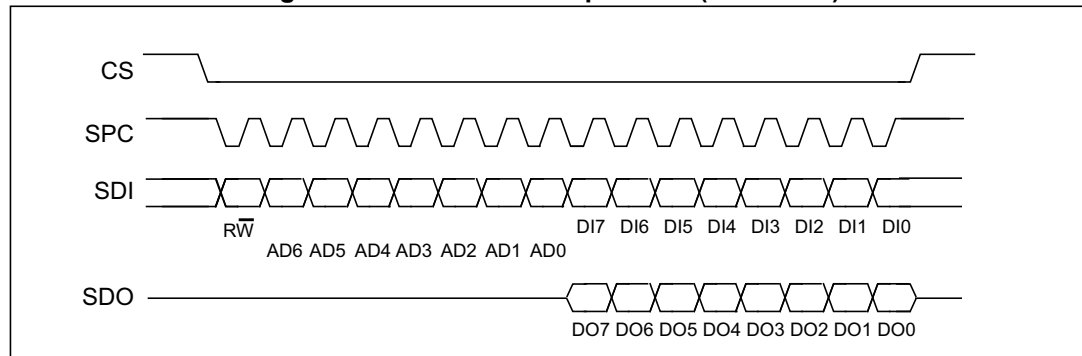 CS
SPC
SDI
RW̅
DI7 DI6 DI5 DI4 DI3 DI2 DI1 DI0
AD6 AD5 AD4 AD3 AD2 AD1 AD0
SDO
DO7 DO6 DO5 DO4 DO3 DO2 DO1 DO0